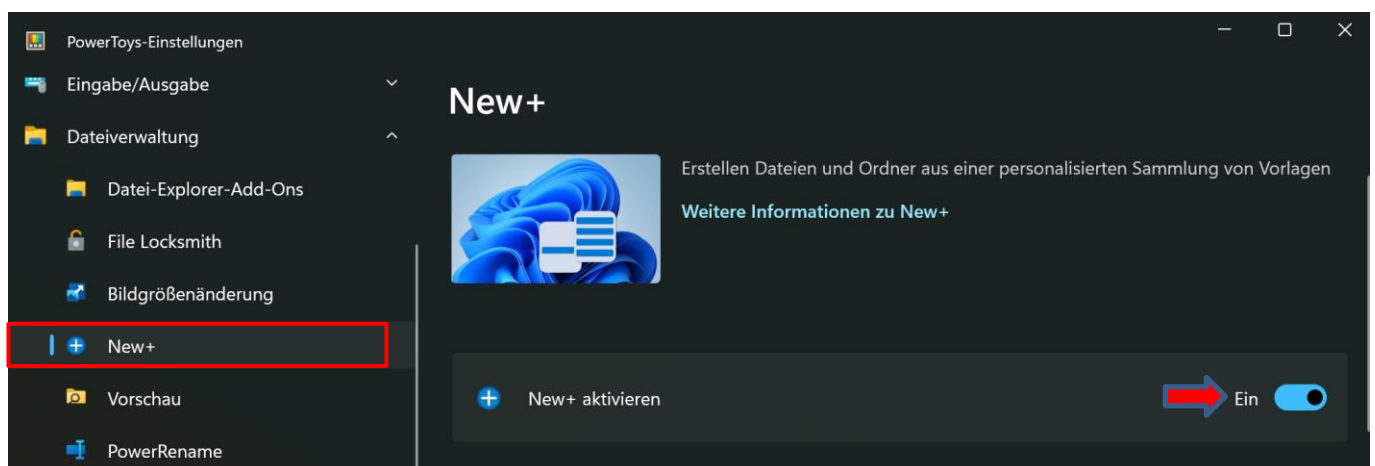 PowerToys-Einstellungen
Eingabe/Ausgabe
Dateiverwaltung
Datei-Explorer-Add-Ons
File Locksmith
Bildgrößenänderung
New+
Vorschau
PowerRename
New+
Erstellen Dateien und Ordner aus einer personalisierten Sammlung von Vorlagen
Weitere Informationen zu New+
New+ aktivieren
Ein